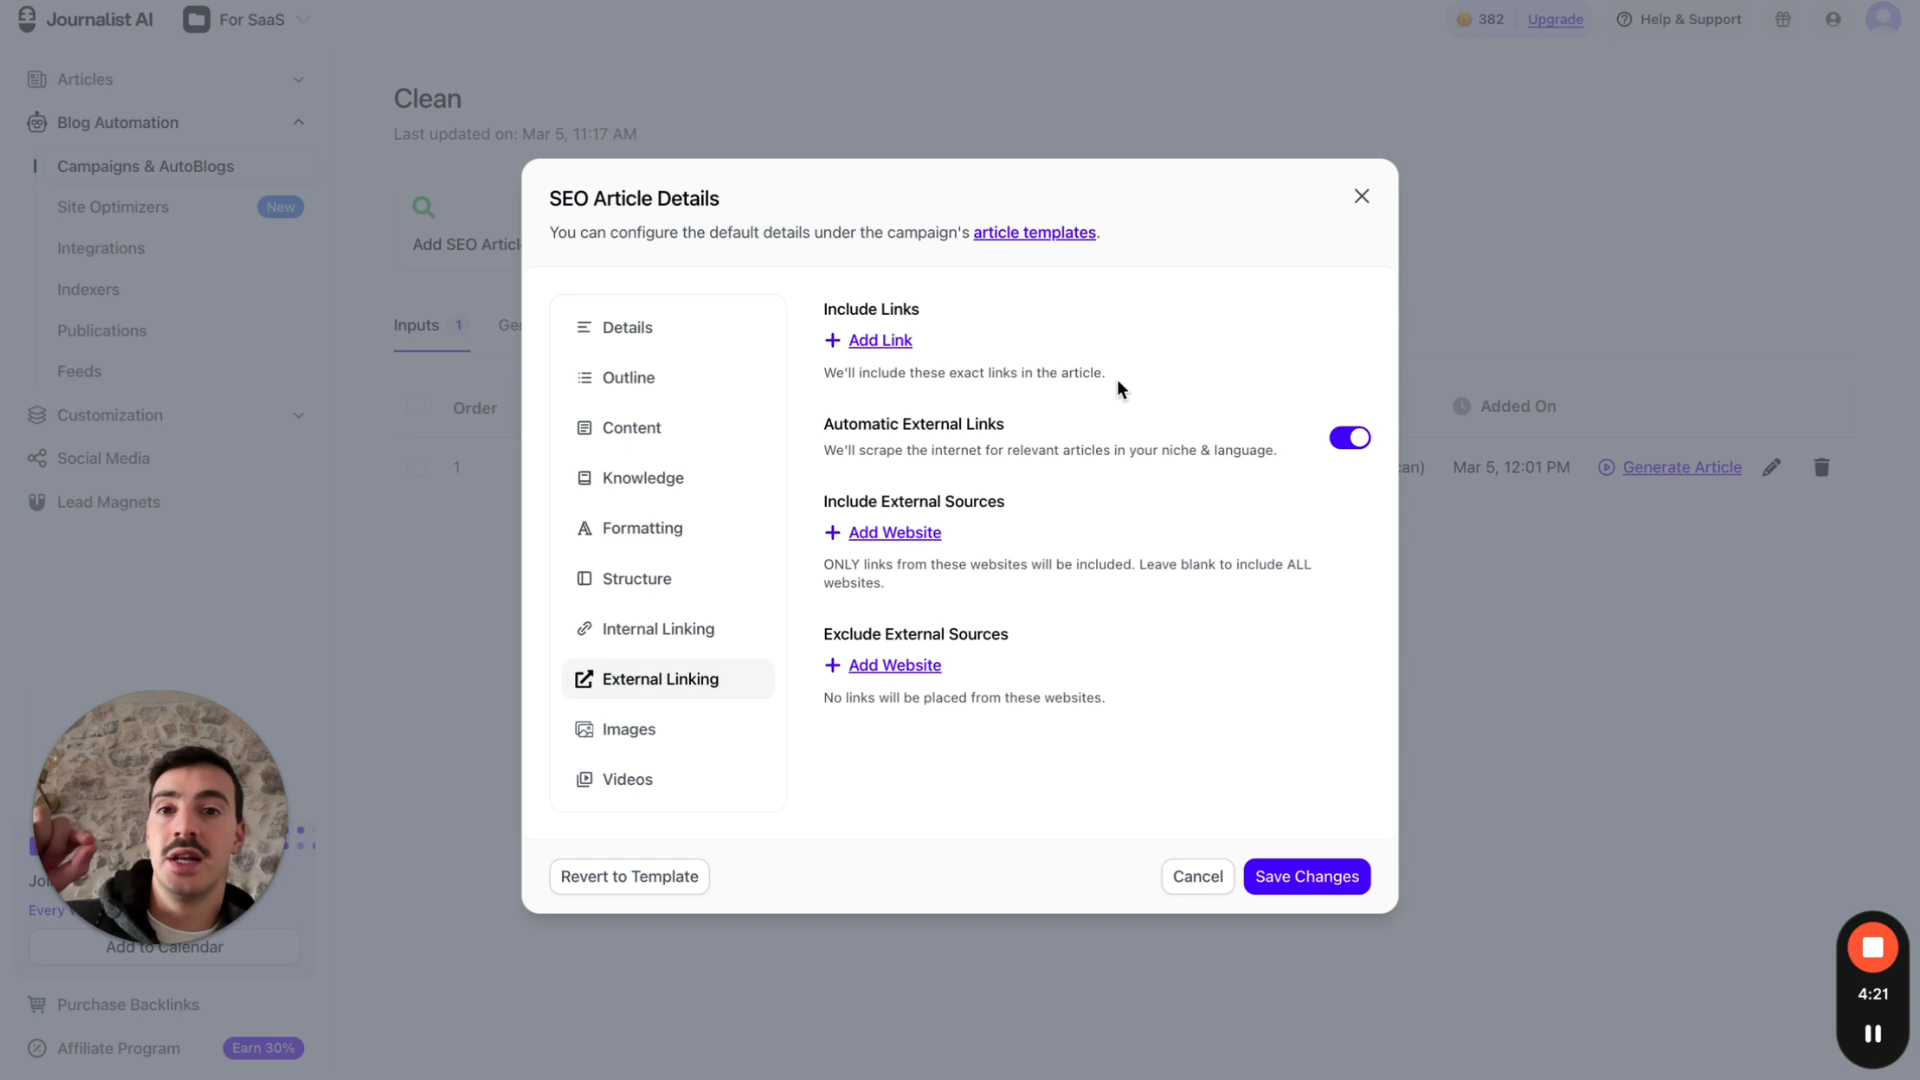 Journalist AI
For SaaS
382
Upgrade
Help & Support
Articles
Blog Automation
Campaigns & AutoBlogs
Site Optimizers
New
Integrations
Indexers
Publications
Feeds
Customization
Social Media
Lead Magnets
Clean
Last updated on: Mar 5, 11:17 AM
Add SEO Articl
Inputs 1
Ge
Order
Added On
1
can)
Mar 5, 12:01 PM
Generate Article
SEO Article Details
You can configure the default details under the campaign's article templates.
Details
Outline
Content
Knowledge
Formatting
Structure
Internal Linking
External Linking
Images
Videos
Include Links
+ Add Link
We'll include these exact links in the article.
Automatic External Links
We'll scrape the internet for relevant articles in your niche & language.
Include External Sources
+ Add Website
ONLY links from these websites will be included. Leave blank to include ALL
websites.
Exclude External Sources
+ Add Website
No links will be placed from these websites.
Revert to Template
Cancel
Save Changes
Joi
Every
Add to Calendar
Purchase Backlinks
Affiliate Program
Earn 30%
4:21